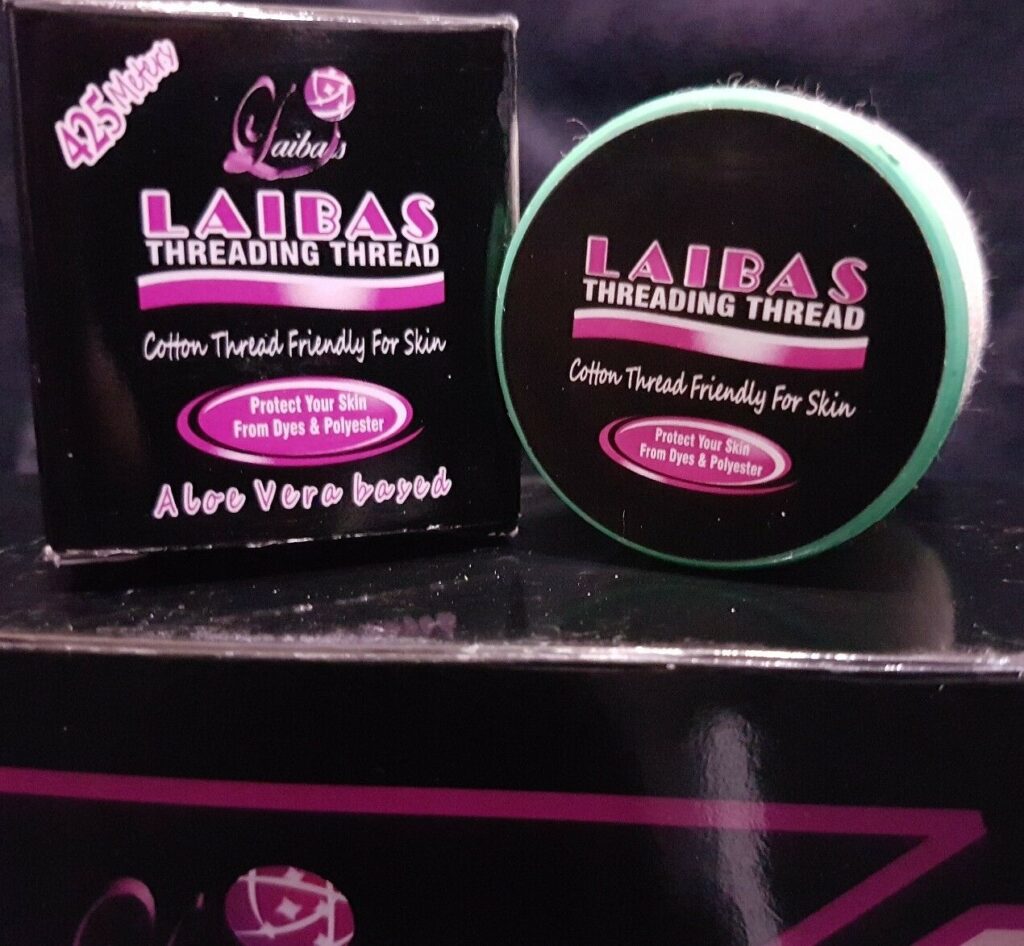 425 Meters
Laiba's
LAIBAS
THREADING THREAD
Cotton Thread Friendly For Skin
Protect Your Skin
From Dyes & Polyester
Aloe Vera based
LAIBAS
THREADING THREAD
Cotton Thread Friendly For Skin
Protect Your Skin
From Dyes & Polyester